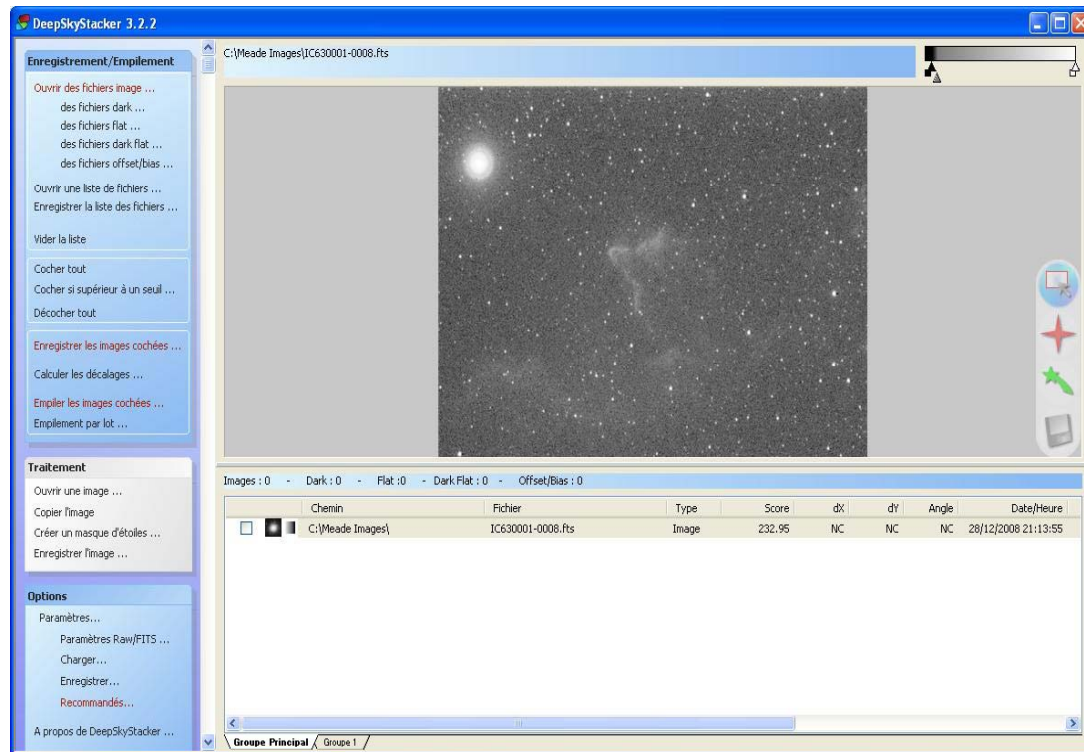 DeepSkyStacker 3.2.2
Enregistrement/Empilement
Ouvrir des fichiers image ...
des fichiers dark ...
des fichiers flat ...
des fichiers dark flat ...
des fichiers offset/bias ...
Ouvrir une liste de fichiers ...
Enregistrer la liste des fichiers ...
Vider la liste
Cocher tout
Cocher si supérieur à un seuil ...
Décocher tout
Enregistrer les images cochées ...
Calculer les décalages ...
Empiler les images cochées ...
Empilement par lot ...
Traitement
Ouvrir une image ...
Copier l'image
Créer un masque d'étoiles ...
Enregistrer l'image ...
Options
Paramètres...
Paramètres Raw/FITS ...
Charger...
Enregistrer...
Recommandés...
A propos de DeepSkyStacker ...
C:\Meade Images\IC630001-0008.fts
Images : 0 - Dark : 0 - Flat :0 - Dark Flat : 0 - Offset/Bias : 0
Chemin Fichier Type Score dX dY Angle Date/Heure
C:\Meade Images\ IC630001-0008.fts Image 232.95 NC NC NC 28/12/2008 21:13:55
Groupe Principal Groupe 1